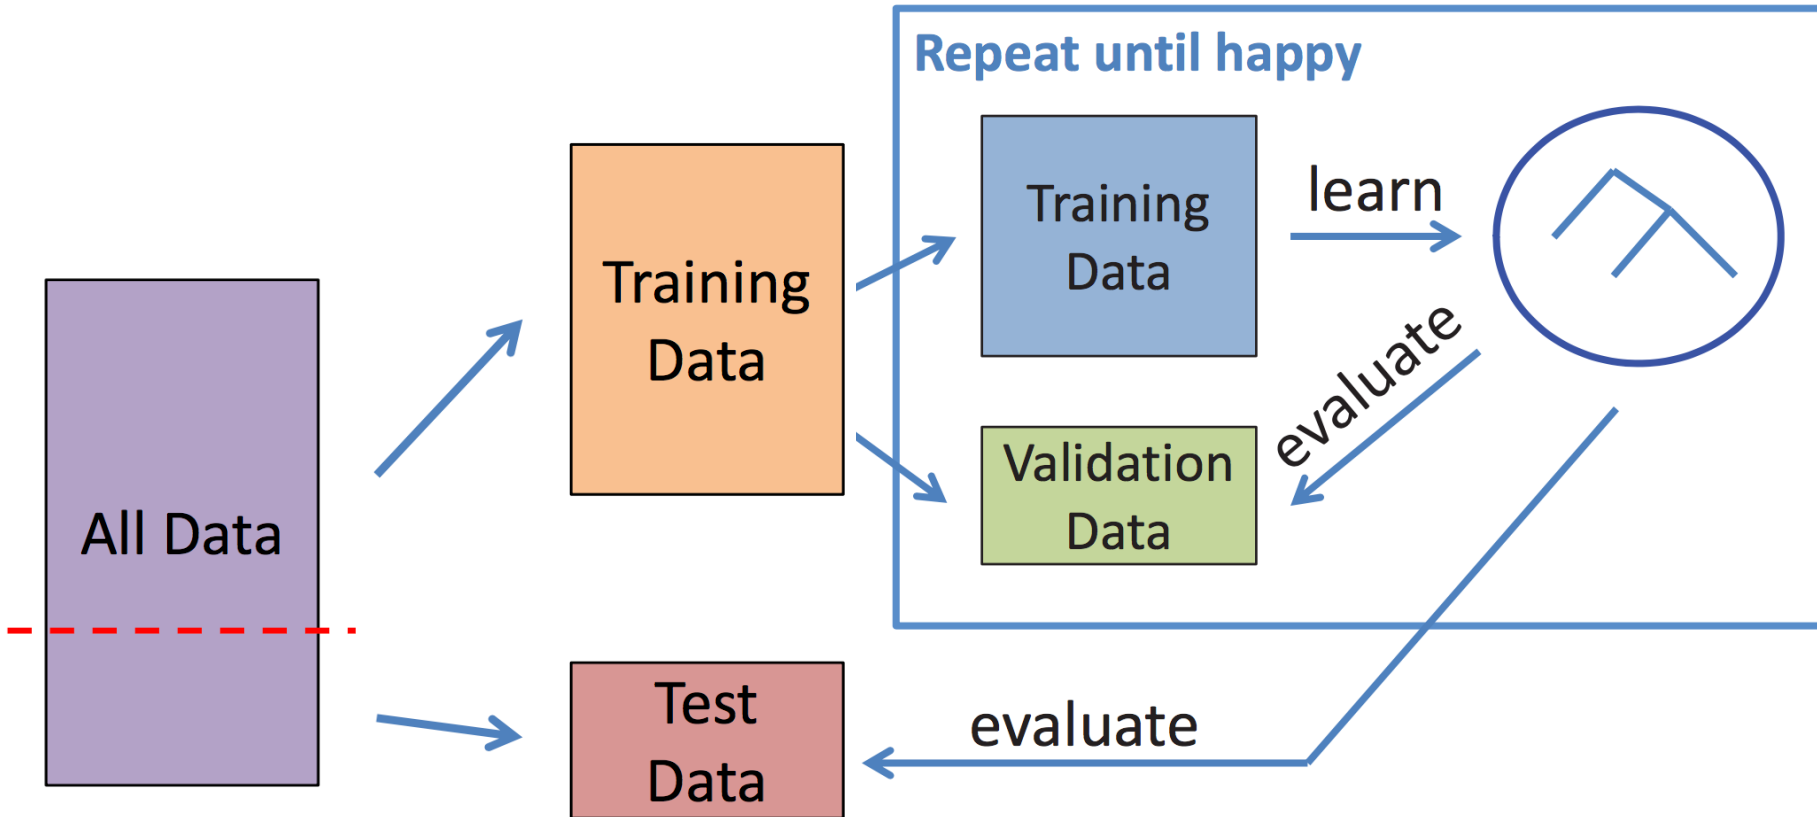 Repeat until happy
All Data
Training
Data
Test
Data
Training
Data
Validation
Data
learn
evaluate
evaluate